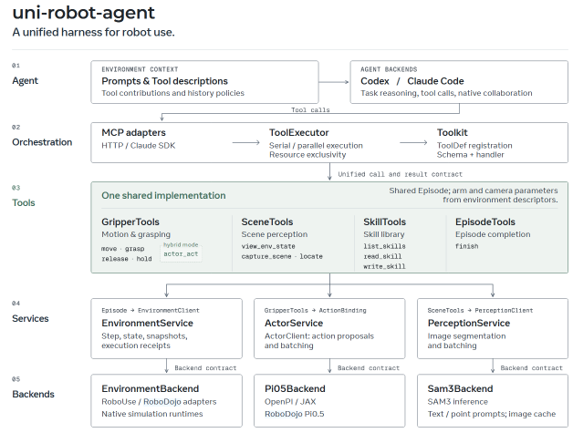 uni-robot-agent
A unified harness for robot use.
01
Agent
ENVIRONMENT CONTEXT
Prompts & Tool descriptions
Tool contributions and history policies
AGENT BACKENDS
Codex / Claude Code
Task reasoning, tool calls, native collaboration
Tool calls
02
Orchestration
MCP adapters
HTTP / Claude SDK
ToolExecutor
Serial / parallel execution
Resource exclusivity
Toolkit
ToolDef registration
Schema + handler
Unified call and result contract
03
Tools
One shared implementation
Shared Episode; arm and camera parameters
from environment descriptors.
GripperTools
Motion & grasping
move · grasp
release · hold
hybrid mode
actor_act
SceneTools
Scene perception
view_env_state
capture_scene · locate
SkillTools
Skill library
list_skills
read_skill
write_skill
EpisodeTools
Episode completion
finish
04
Services
Episode → EnvironmentClient
EnvironmentService
Step, state, snapshots,
execution receipts
GripperTools → ActionBinding
ActorService
ActorClient: action proposals
and batching
SceneTools → PerceptionClient
PerceptionService
Image segmentation
and batching
Backend contract
Backend contract
Backend contract
05
Backends
EnvironmentBackend
RoboUse / RoboDojo adapters
Native simulation runtimes
Pi05Backend
OpenPI / JAX
RoboDojo Pi0.5
Sam3Backend
SAM3 inference
Text / point prompts; image cache